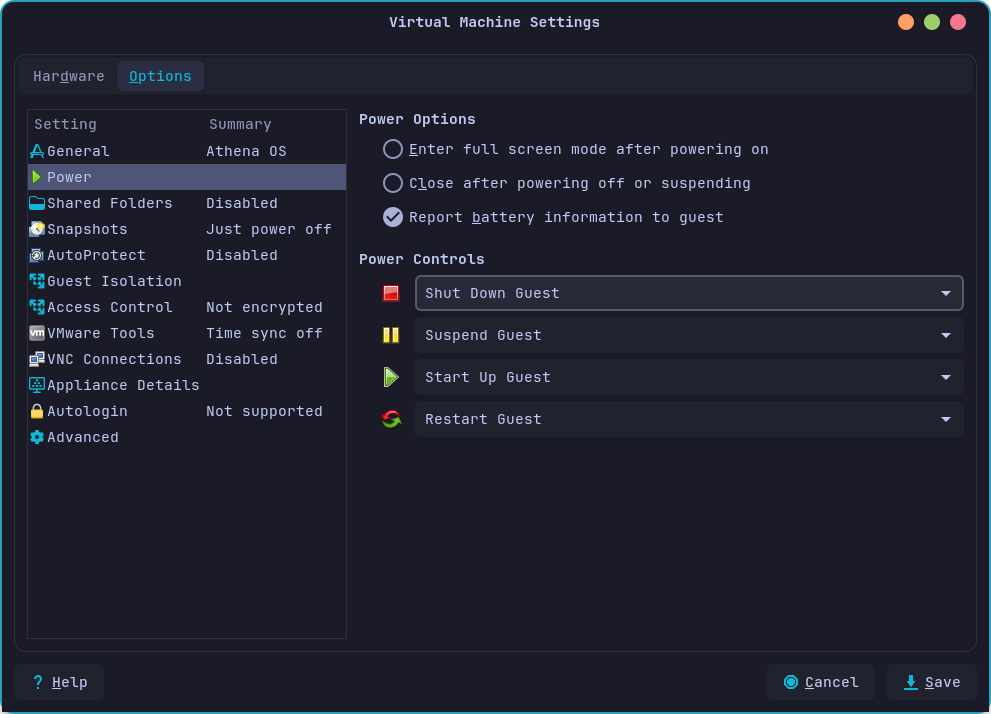 Virtual Machine Settings
Hardware Options
Setting Summary
General Athena OS
Power
Shared Folders Disabled
Snapshots Just power off
AutoProtect Disabled
Guest Isolation
Access Control Not encrypted
vm VMware Tools Time sync off
VNC Connections Disabled
Appliance Details
Autologin Not supported
Advanced
Power Options
Enter full screen mode after powering on
Close after powering off or suspending
Report battery information to guest
Power Controls
Shut Down Guest
Suspend Guest
Start Up Guest
Restart Guest
? Help
Cancel
Save